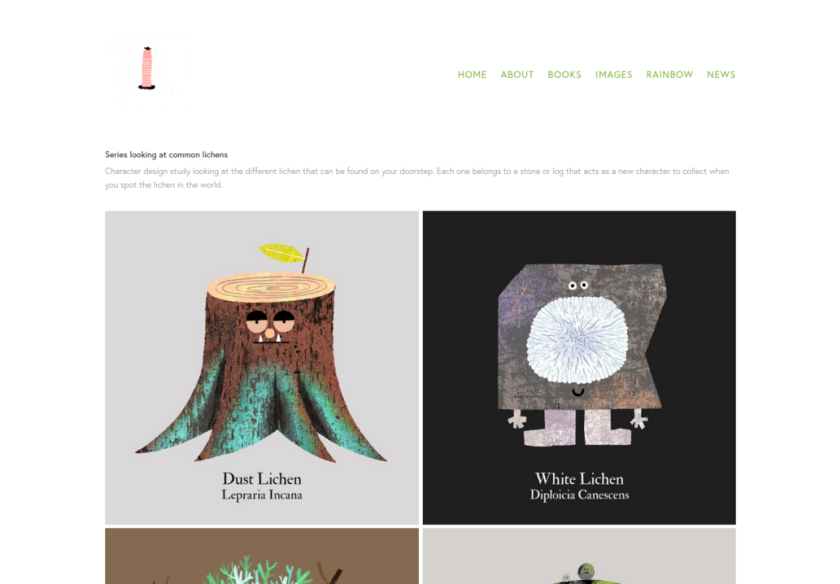 HOME ABOUT BOOKS IMAGES RAINBOW NEWS
Series looking at common lichens
Character design study looking at the different lichen that can be found on your doorstep. Each one belongs to a stone or log that acts as a new character to collect when
you spot the lichen in the world.
Dust Lichen
Lepraria Incana
White Lichen
Diploicia Canescens